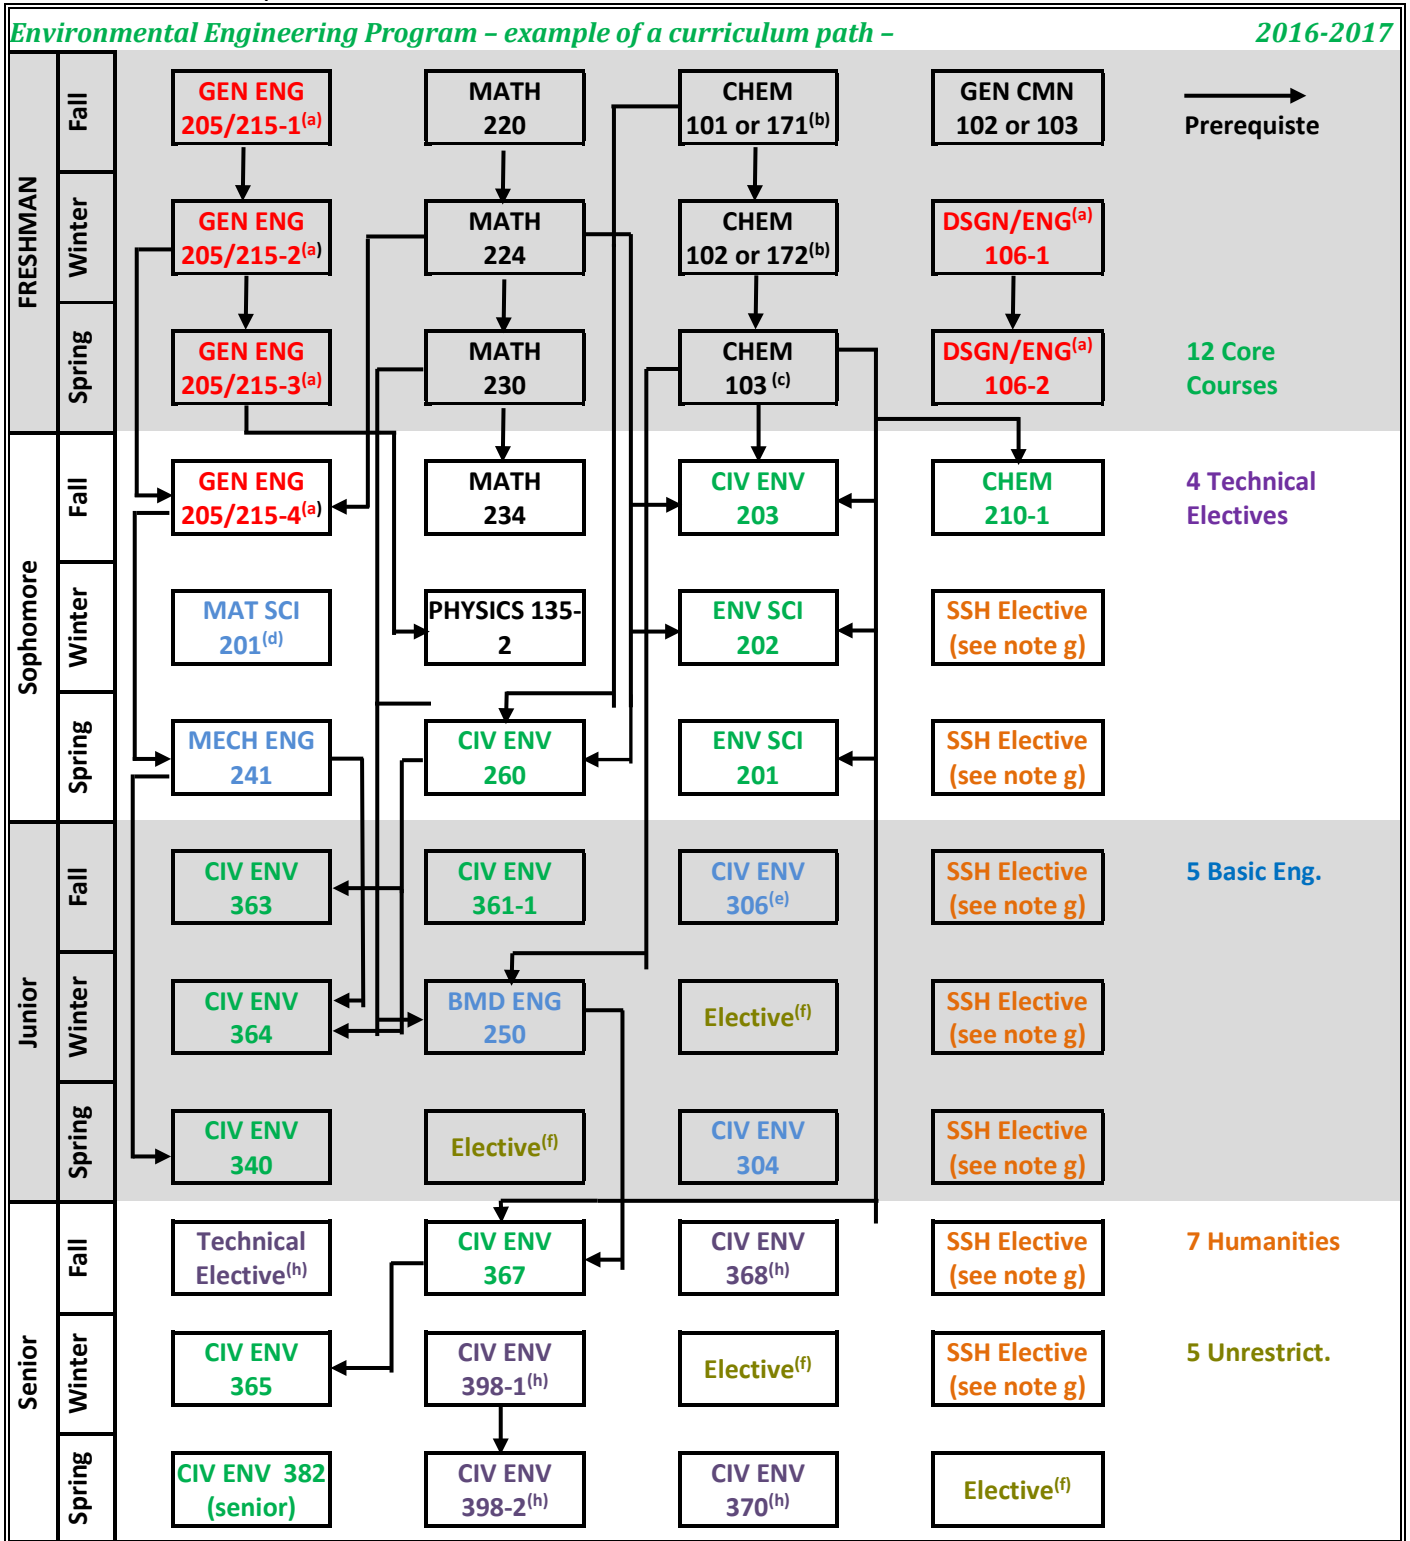 Environmental Engineering Program – example of a curriculum path – 2016-2017
FRESHMAN
Fall
GEN ENG
205/215-1(a)
MATH
220
CHEM
101 or 171(b)
GEN CMN
102 or 103
Prerequiste
Winter
GEN ENG
205/215-2(a)
MATH
224
CHEM
102 or 172(b)
DSGN/ENG(a)
106-1
Spring
GEN ENG
205/215-3(a)
MATH
230
CHEM
103 (c)
DSGN/ENG(a)
106-2
12 Core
Courses
Sophomore
Fall
GEN ENG
205/215-4(a)
MATH
234
CIV ENV
203
CHEM
210-1
4 Technical
Electives
Winter
MAT SCI
201(d)
PHYSICS 135-
2
ENV SCI
202
SSH Elective
(see note g)
Spring
MECH ENG
241
CIV ENV
260
ENV SCI
201
SSH Elective
(see note g)
Junior
Fall
CIV ENV
363
CIV ENV
361-1
CIV ENV
306(e)
SSH Elective
(see note g)
5 Basic Eng.
Winter
CIV ENV
364
BMD ENG
250
Elective(f)
SSH Elective
(see note g)
Spring
CIV ENV
340
Elective(f)
CIV ENV
304
SSH Elective
(see note g)
Senior
Fall
Technical
Elective(h)
CIV ENV
367
CIV ENV
368(h)
SSH Elective
(see note g)
7 Humanities
Winter
CIV ENV
365
CIV ENV
398-1(h)
Elective(f)
SSH Elective
(see note g)
5 Unrestrict.
Spring
CIV ENV 382
(senior)
CIV ENV
398-2(h)
CIV ENV
370(h)
Elective(f)